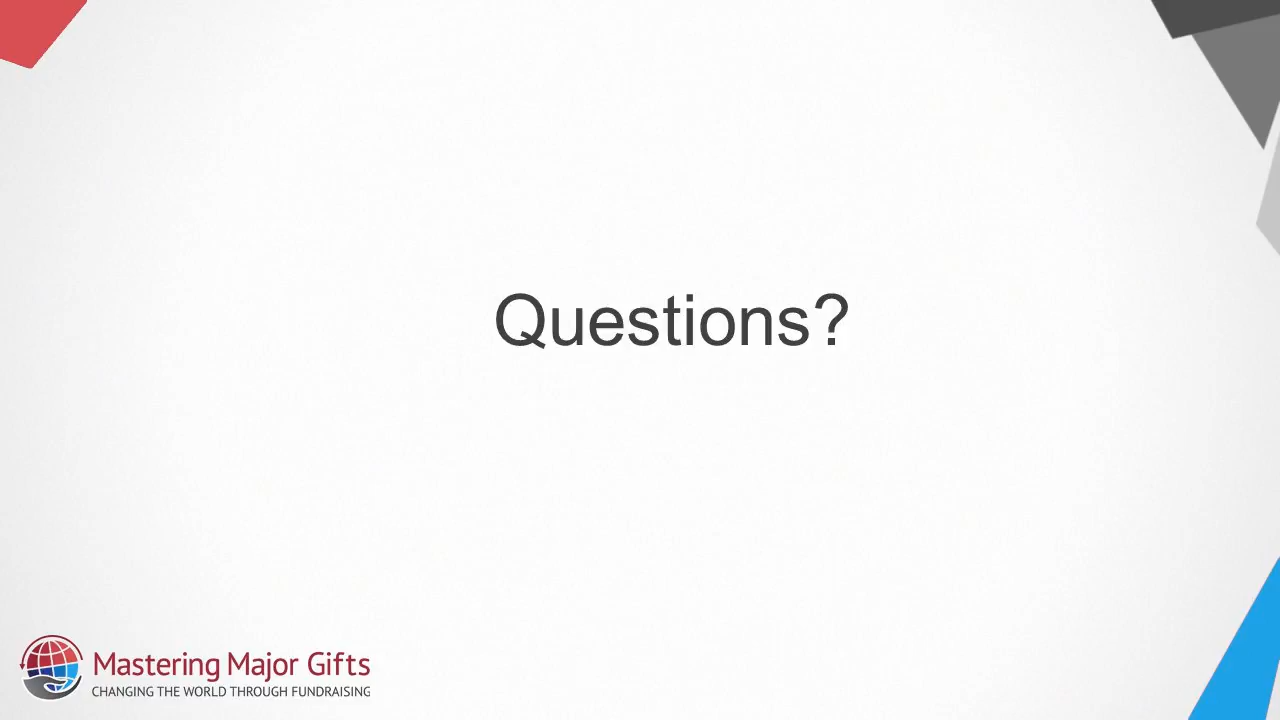 Questions?
Mastering Major Gifts
CHANGING THE WORLD THROUGH FUNDRAISING